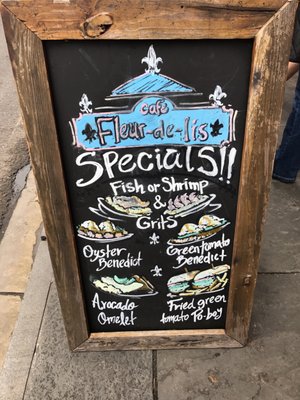 café
Fleur-de-lis
Specials!!
Fish or Shrimp
&
Grits
Oyster
Benedict
Green tomato
Benedict
Avocado
Omelet
Fried green
tomato Po-boy